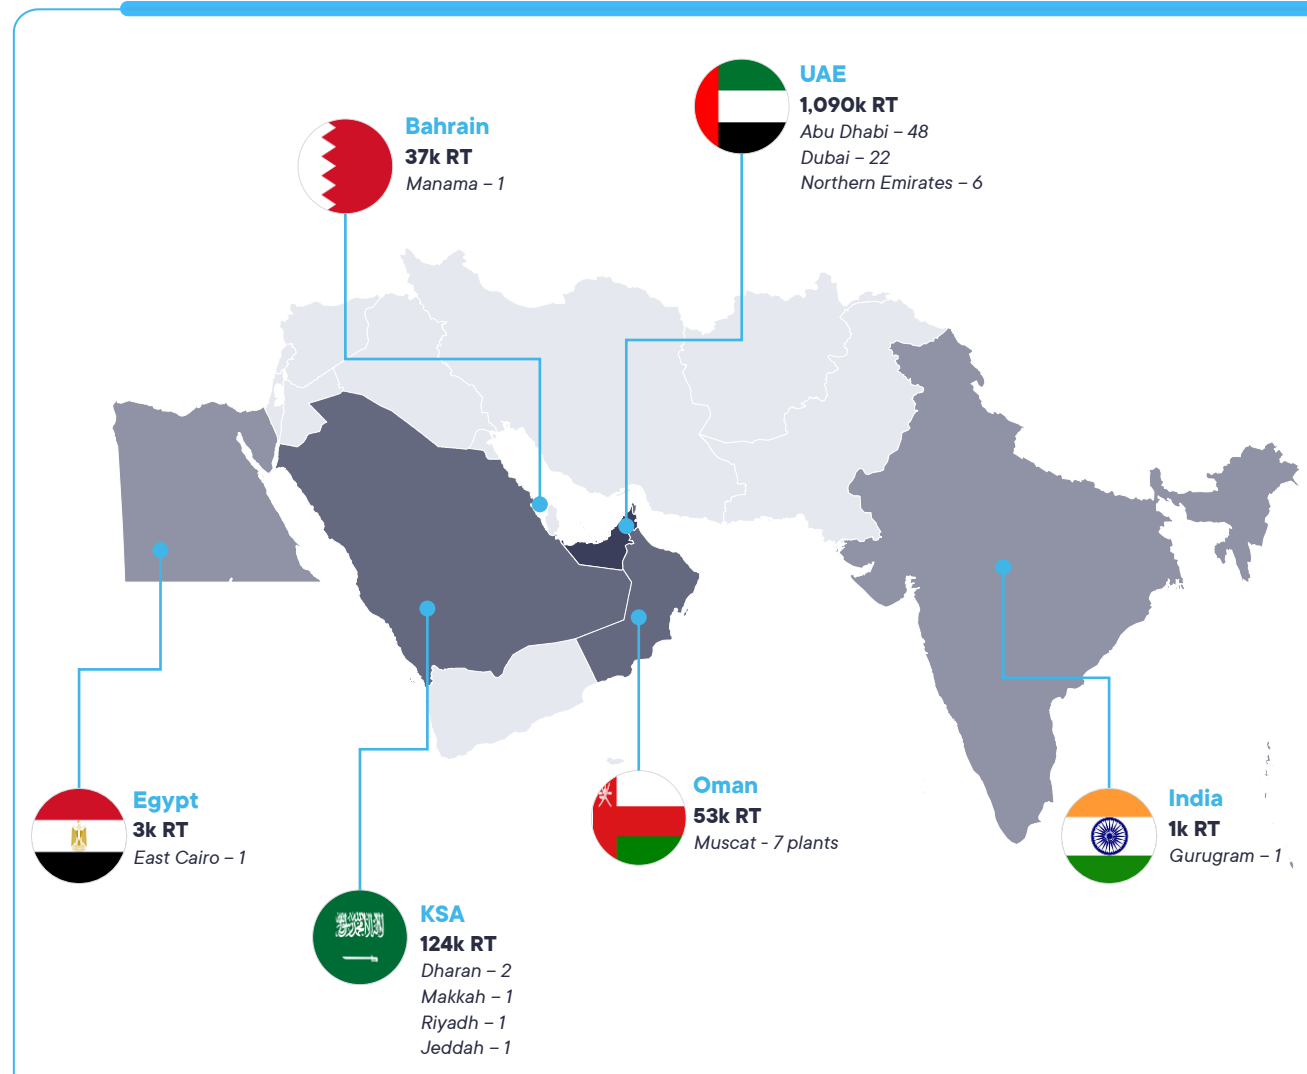 UAE
1,090k RT
Abu Dhabi – 48
Dubai – 22
Northern Emirates – 6
Bahrain
37k RT
Manama – 1
Egypt
3k RT
East Cairo – 1
Oman
53k RT
Muscat - 7 plants
India
1k RT
Gurugram – 1
KSA
124k RT
Dharan – 2
Makkah – 1
Riyadh – 1
Jeddah – 1